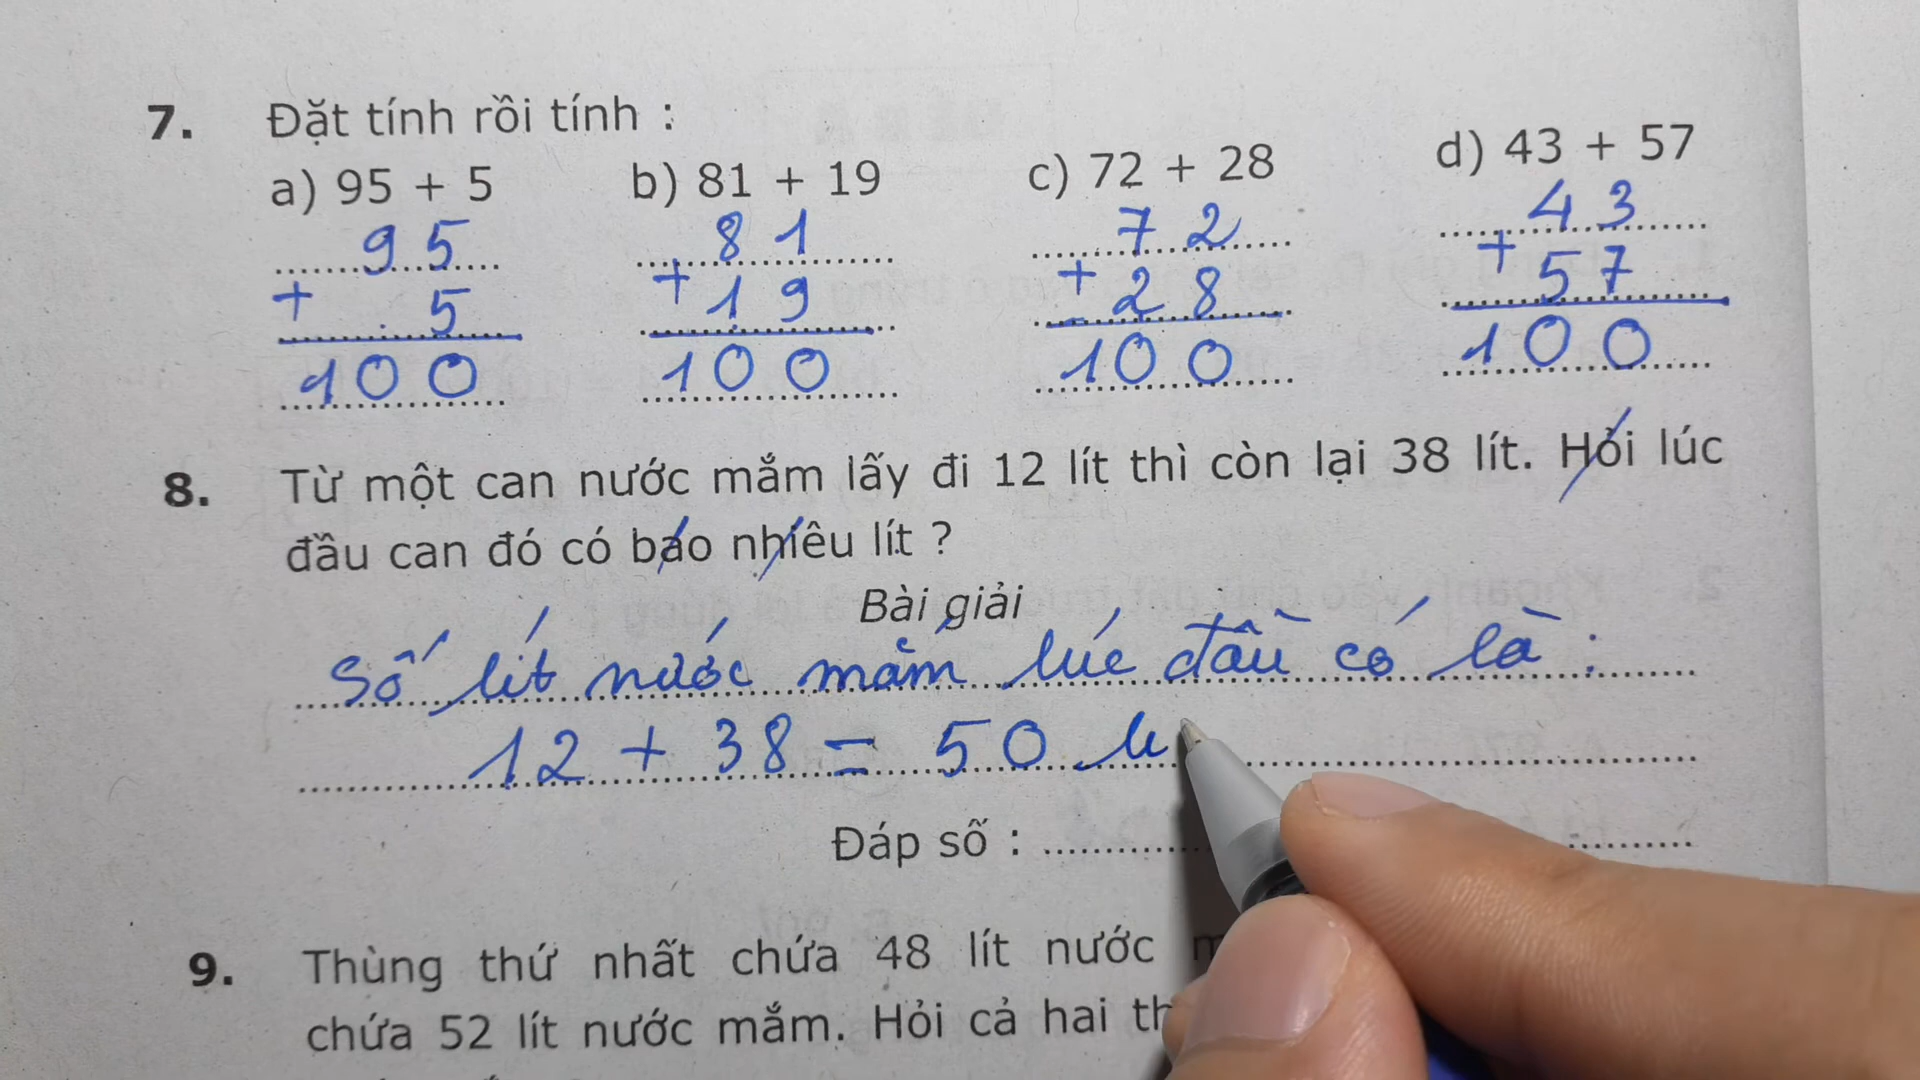 7. Đặt tính rồi tính :
a) 95 + 5 b) 81 + 19 c) 72 + 28 d) 43 + 57
95 81 72 43
+ 5 + 19 + 28 + 57
100 100 100 100
8. Từ một can nước mắm lấy đi 12 lít thì còn lại 38 lít. Hỏi lúc
đầu can đó có bao nhiêu lít ?
Bài giải
Số lít nước mắm lúc đầu có là :
12 + 38 = 50
Đáp số :
9. Thùng thứ nhất chứa 48 lít nước
chứa 52 lít nước mắm. Hỏi cả hai